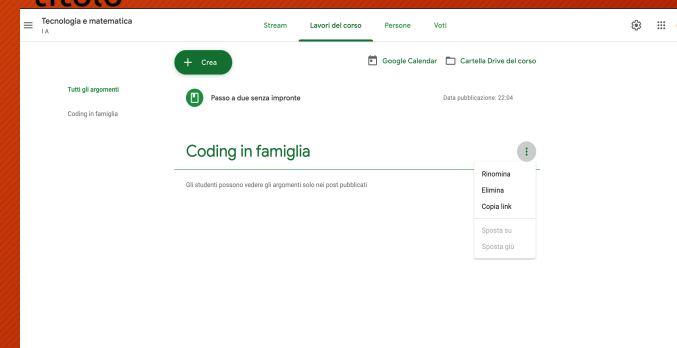 titolo
Tecnologia e matematica
I A
Stream
Lavori del corso
Persone
Voti
Crea
Google Calendar
Cartella Drive del corso
Tutti gli argomenti
Coding in famiglia
Passo a due senza impronte
Data pubblicazione: 22:04
Coding in famiglia
Gli studenti possono vedere gli argomenti solo nei post pubblicati
Rinomina
Elimina
Copia link
Sposta su
Sposta giù